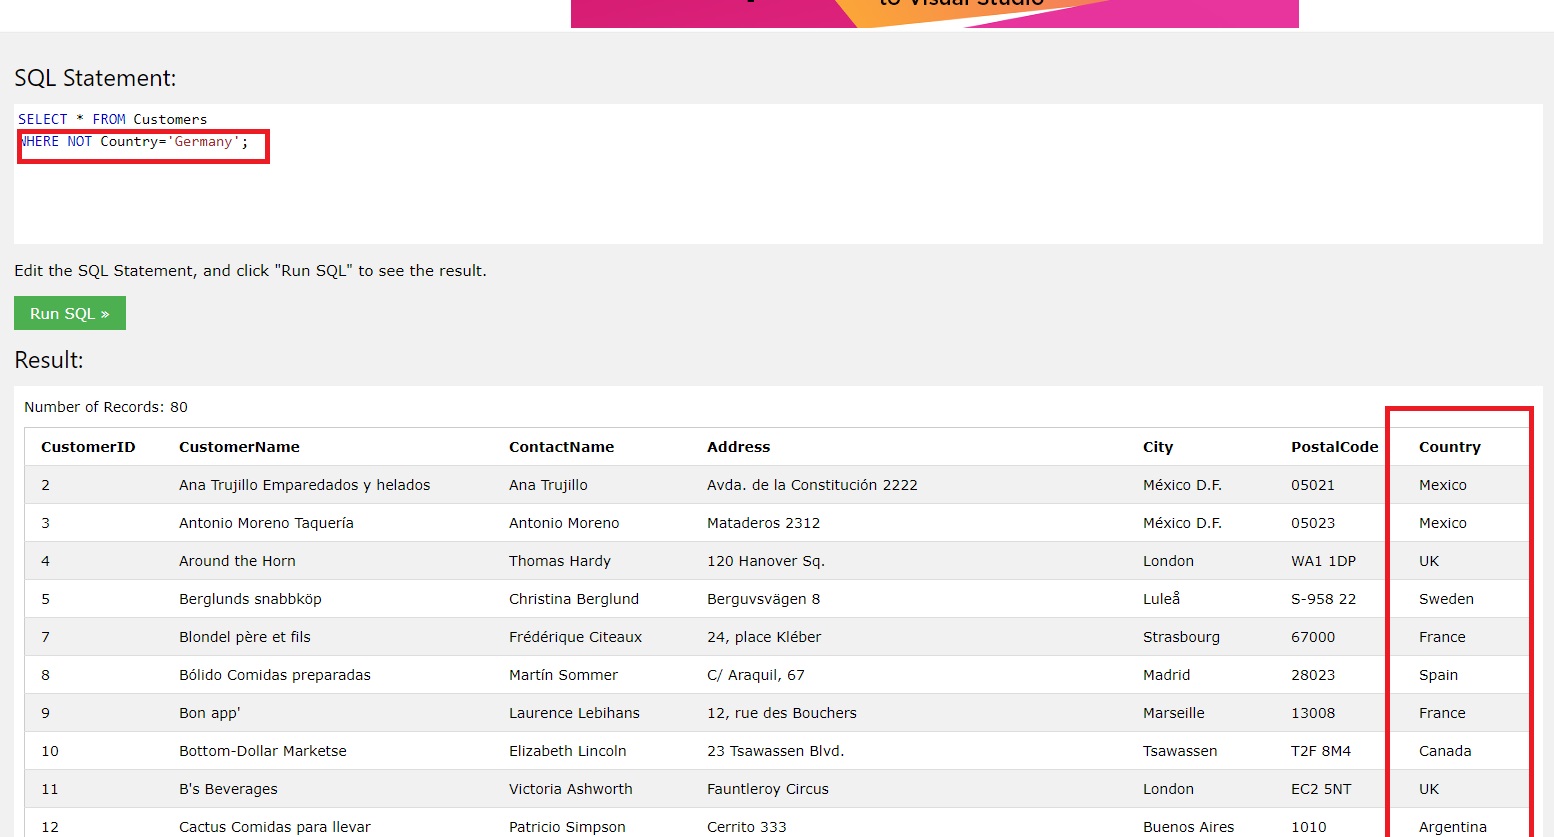 to Visual Studio
SQL Statement:
SELECT * FROM Customers
WHERE NOT Country='Germany';
Edit the SQL Statement, and click "Run SQL" to see the result.
Run SQL »
Result:
Number of Records: 80
CustomerID CustomerName ContactName Address City PostalCode Country
2 Ana Trujillo Emparedados y helados Ana Trujillo Avda. de la Constitución 2222 México D.F. 05021 Mexico
3 Antonio Moreno Taquería Antonio Moreno Mataderos 2312 México D.F. 05023 Mexico
4 Around the Horn Thomas Hardy 120 Hanover Sq. London WA1 1DP UK
5 Berglunds snabbköp Christina Berglund Berguvsvägen 8 Luleå S-958 22 Sweden
7 Blondel père et fils Frédérique Citeaux 24, place Kléber Strasbourg 67000 France
8 Bólido Comidas preparadas Martín Sommer C/ Araquil, 67 Madrid 28023 Spain
9 Bon app' Laurence Lebihans 12, rue des Bouchers Marseille 13008 France
10 Bottom-Dollar Marketse Elizabeth Lincoln 23 Tsawassen Blvd. Tsawassen T2F 8M4 Canada
11 B's Beverages Victoria Ashworth Fauntleroy Circus London EC2 5NT UK
12 Cactus Comidas para llevar Patricio Simpson Cerrito 333 Buenos Aires 1010 Argentina